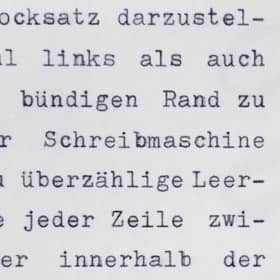 ocksatz darzustel-
l links als auch
bündigen Rand zu
r Schreibmaschine
überzählige Leer-
e jeder Zeile zwi-
er innerhalb der